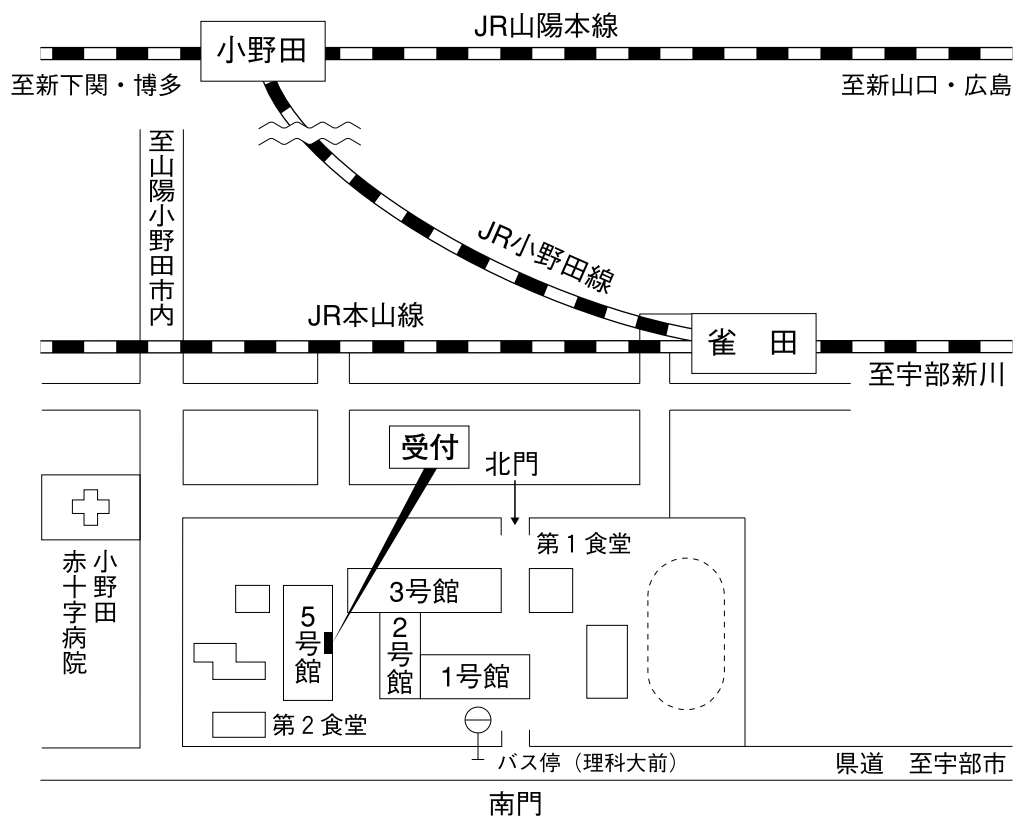 JR山陽本線
小野田
至新下関・博多
至新山口・広島
至山陽小野田市内
JR小野田線
JR本山線
雀　田
至宇部新川
受付
北門
第１食堂
小野田
赤十字病院
3号館
5号館
2号館
1号館
第２食堂
バス停（理科大前）
県道　至宇部市
南門